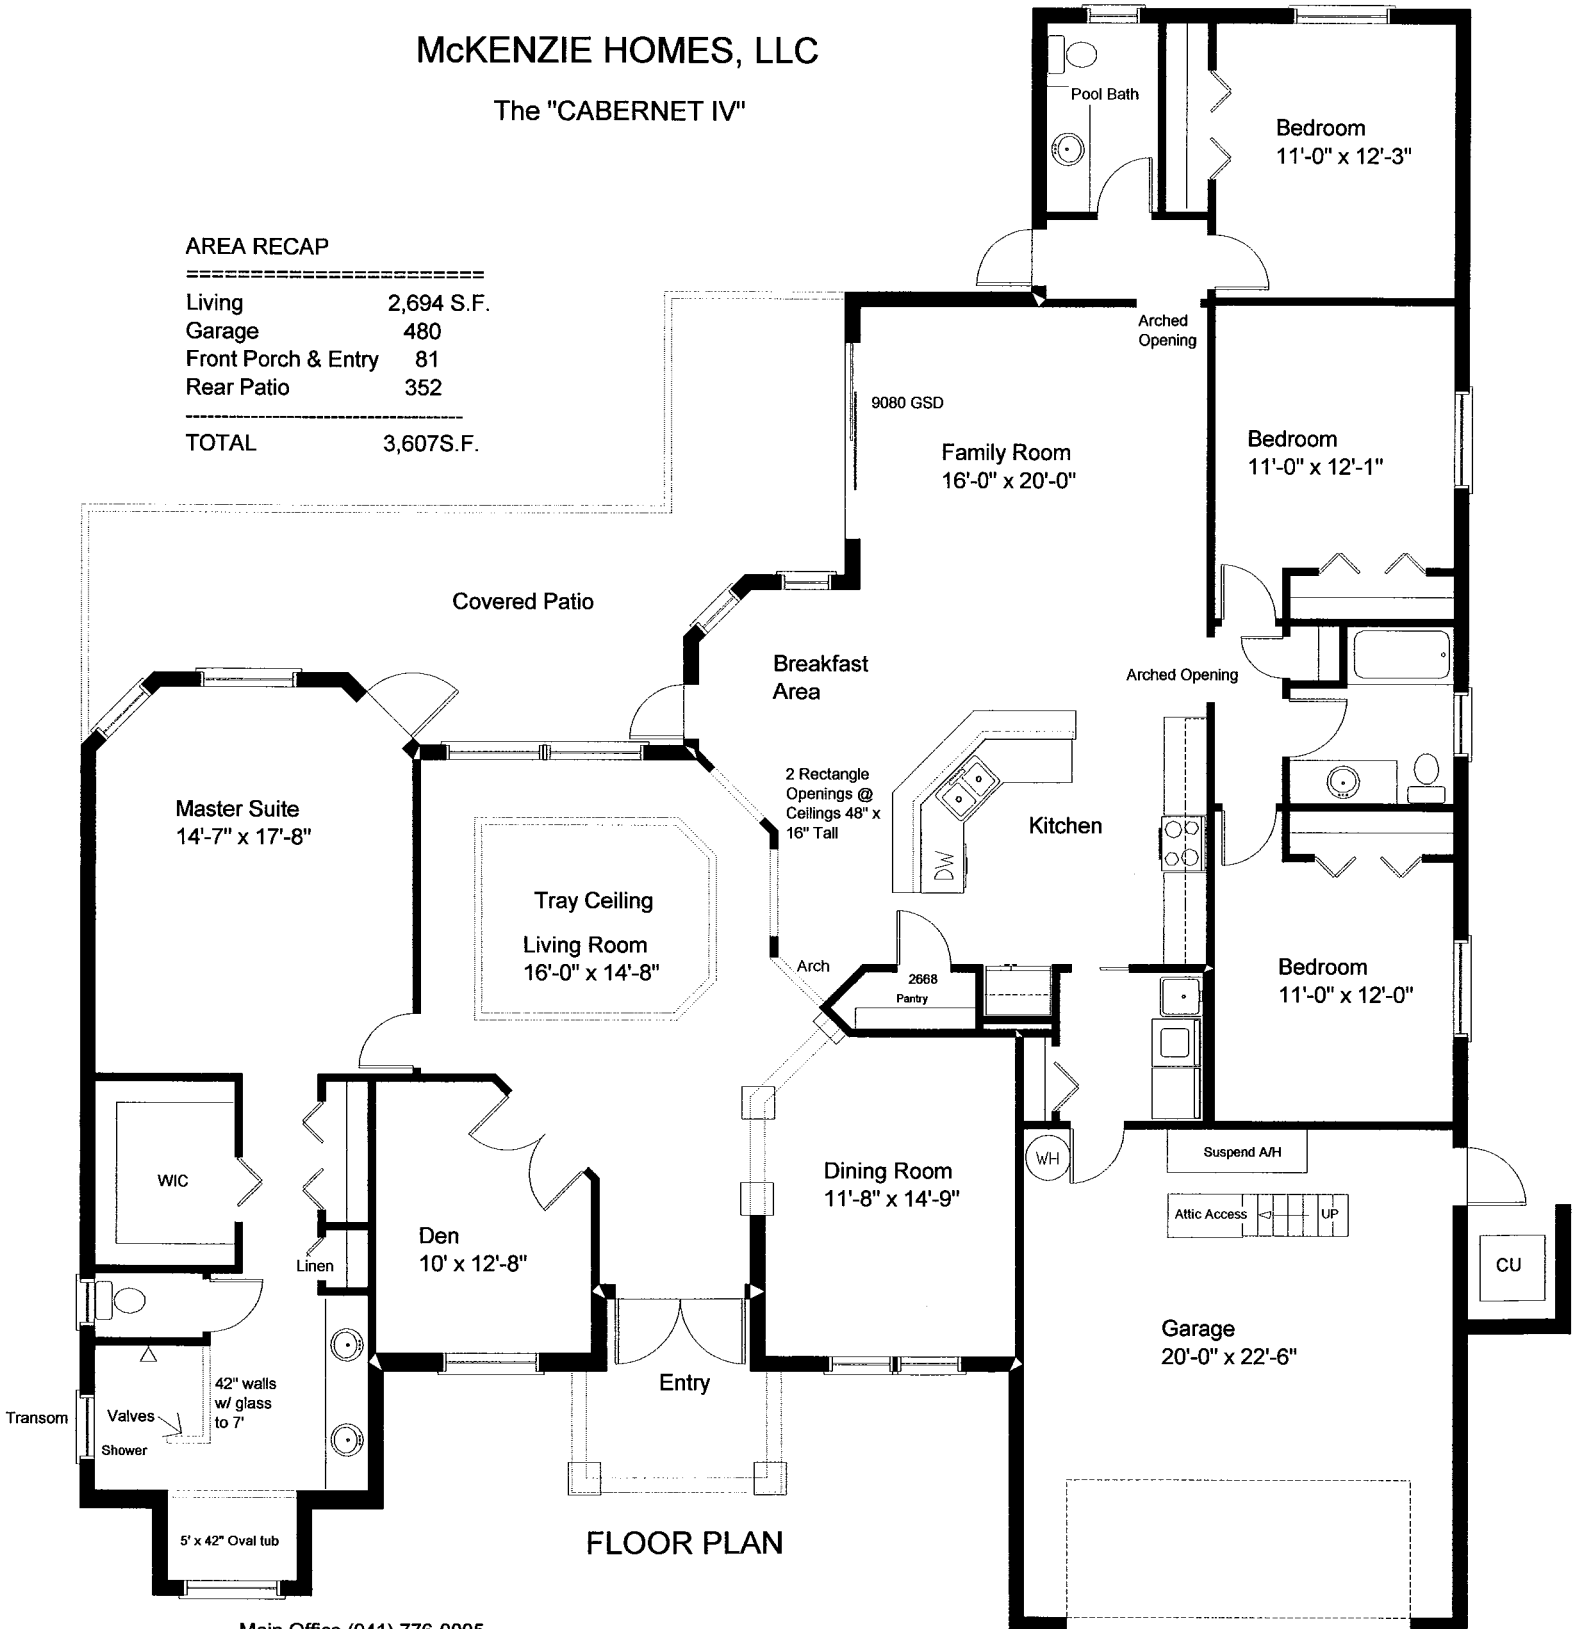 McKENZIE HOMES, LLC
The "CABERNET IV"
AREA RECAP
=========================
Living 2,694 S.F.
Garage 480
Front Porch & Entry 81
Rear Patio 352
----------------------------------------
TOTAL 3,607S.F.
Pool Bath
Bedroom
11'-0" x 12'-3"
Arched
Opening
9080 GSD
Family Room
16'-0" x 20'-0"
Bedroom
11'-0" x 12'-1"
Covered Patio
Breakfast
Area
Arched Opening
2 Rectangle
Openings @
Ceilings 48" x
16" Tall
Kitchen
DW
Master Suite
14'-7" x 17'-8"
Tray Ceiling
Living Room
16'-0" x 14'-8"
Arch
2668
Pantry
Bedroom
11'-0" x 12'-0"
WIC
Linen
Den
10' x 12'-8"
Dining Room
11'-8" x 14'-9"
WH
Suspend A/H
Attic Access
UP
CU
Garage
20'-0" x 22'-6"
Entry
42" walls
w/ glass
to 7'
Transom
Valves
Shower
5' x 42" Oval tub
FLOOR PLAN
Main Office (941) 776-